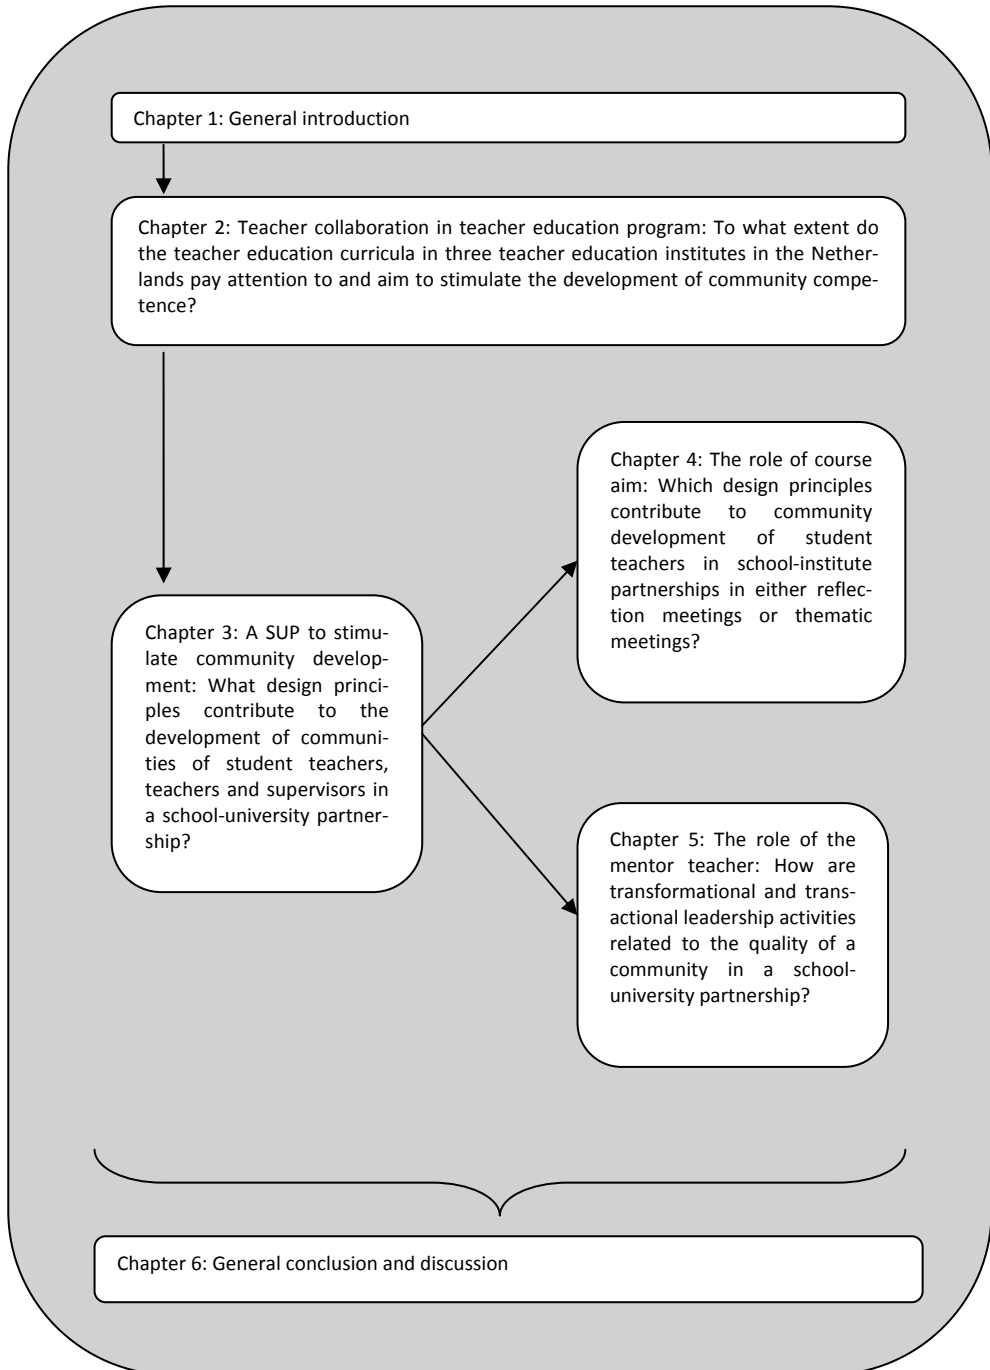 Chapter 1: General introduction
Chapter 2: Teacher collaboration in teacher education program: To what extent do
the teacher education curricula in three teacher education institutes in the Nether-
lands pay attention to and aim to stimulate the development of community compe-
tence?
Chapter 3: A SUP to stimu-
late community develop-
ment: What design princi-
ples contribute to the
development of communi-
ties of student teachers,
teachers and supervisors in
a school-university partner-
ship?
Chapter 4: The role of course
aim: Which design principles
contribute to community
development of student
teachers in school-institute
partnerships in either reflec-
tion meetings or thematic
meetings?
Chapter 5: The role of the
mentor teacher: How are
transformational and trans-
actional leadership activities
related to the quality of a
community in a school-
university partnership?
Chapter 6: General conclusion and discussion